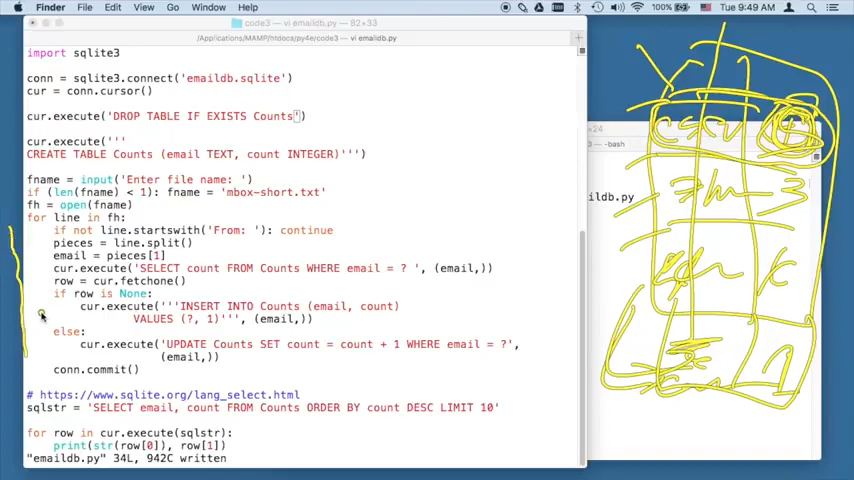 Finder File Edit View Go Window Help 100% Tue 9:49 AM
code3 — vi emaildb.py — 82×33
/Applications/MAMP/htdocs/py4e/code3 — vi emaildb.py
import sqlite3
conn = sqlite3.connect('emaildb.sqlite')
cur = conn.cursor()
cur.execute('DROP TABLE IF EXISTS Counts')
cur.execute('''
CREATE TABLE Counts (email TEXT, count INTEGER)''')
fname = input('Enter file name: ')
if (len(fname) < 1): fname = 'mbox-short.txt'
fh = open(fname)
for line in fh:
if not line.startswith('From: '): continue
pieces = line.split()
email = pieces[1]
cur.execute('SELECT count FROM Counts WHERE email = ? ', (email,))
row = cur.fetchone()
if row is None:
cur.execute('''INSERT INTO Counts (email, count)
VALUES (?, 1)''', (email,))
else:
cur.execute('UPDATE Counts SET count = count + 1 WHERE email = ?',
(email,))
conn.commit()
# https://www.sqlite.org/lang_select.html
sqlstr = 'SELECT email, count FROM Counts ORDER BY count DESC LIMIT 10'
for row in cur.execute(sqlstr):
print(str(row[0]), row[1])
"emaildb.py" 34L, 942C written
×24
3 — -bash
ildb.py
3
1